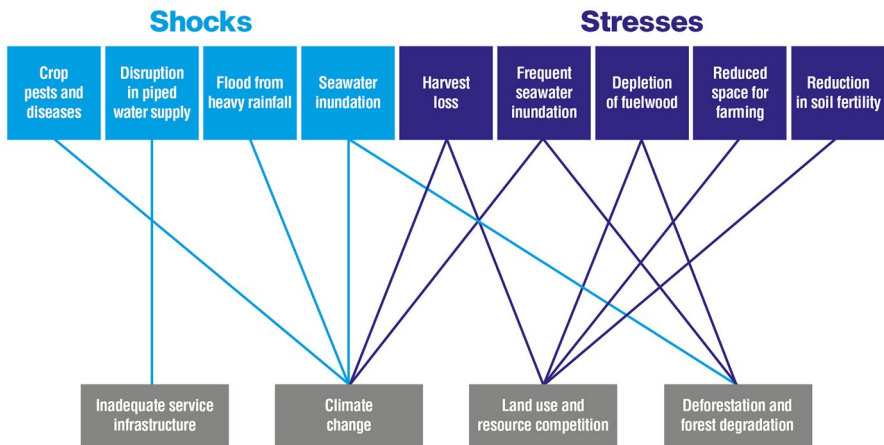 Shocks
Stresses
Crop
pests and
diseases
Disruption
in piped
water supply
Flood from
heavy rainfall
Seawater
inundation
Harvest
loss
Frequent
seawater
inundation
Depletion
of fuelwood
Reduced
space for
farming
Reduction
in soil fertility
Inadequate service
infrastructure
Climate
change
Land use and
resource competition
Deforestation and
forest degradation